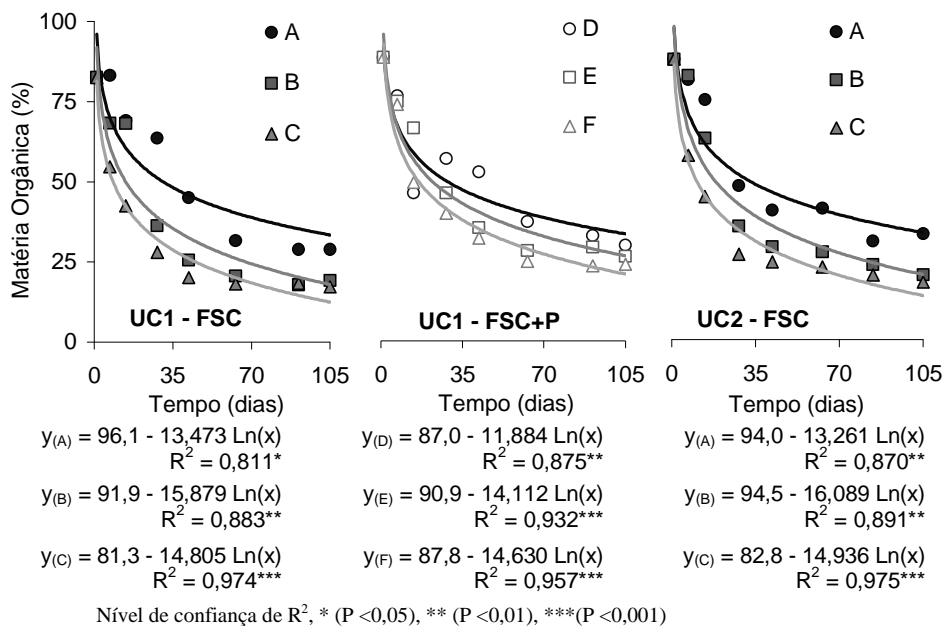 Matéria Orgânica (%)
100
75
50
25
0
A
B
C
UC1 - FSC
0 35 70 105
Tempo (dias)
D
E
F
UC1 - FSC+P
0 35 70 105
Tempo (dias)
A
B
C
UC2 - FSC
0 35 70 105
Tempo (dias)
y(A) = 96,1 - 13,473 Ln(x)
R² = 0,811*
y(B) = 91,9 - 15,879 Ln(x)
R² = 0,883**
y(C) = 81,3 - 14,805 Ln(x)
R² = 0,974***
y(D) = 87,0 - 11,884 Ln(x)
R² = 0,875**
y(E) = 90,9 - 14,112 Ln(x)
R² = 0,932***
y(F) = 87,8 - 14,630 Ln(x)
R² = 0,957***
y(A) = 94,0 - 13,261 Ln(x)
R² = 0,870**
y(B) = 94,5 - 16,089 Ln(x)
R² = 0,891**
y(C) = 82,8 - 14,936 Ln(x)
R² = 0,975***
Nível de confiança de R², * (P <0,05), ** (P <0,01), ***(P <0,001)